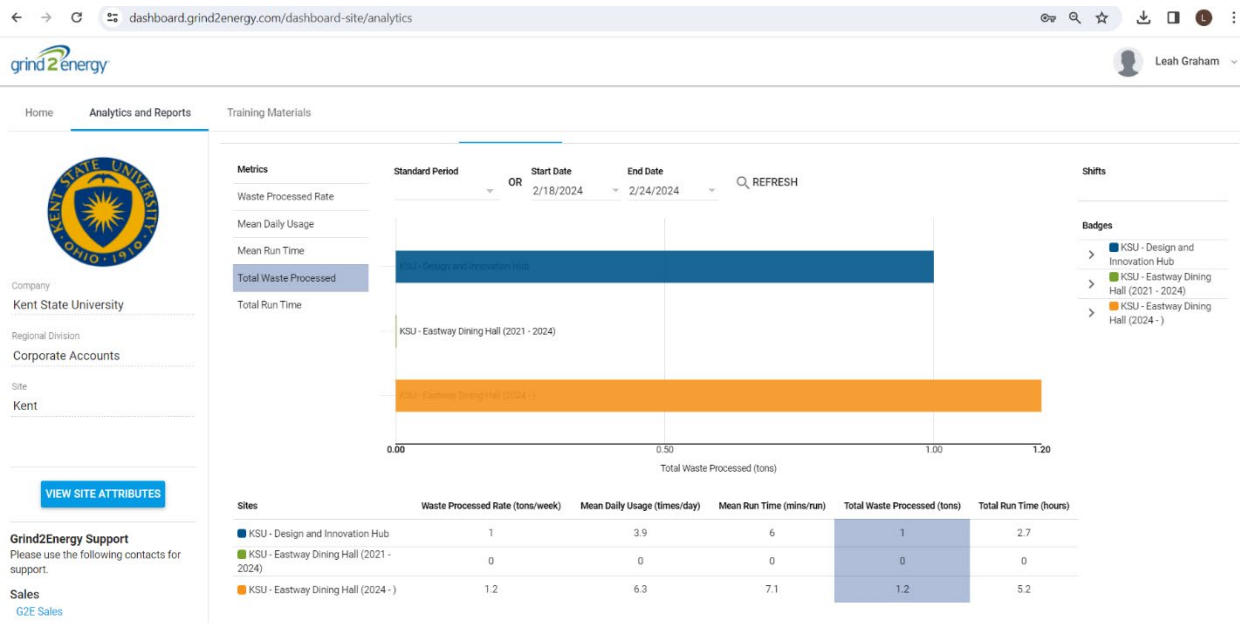 dashboard.grind2energy.com/dashboard-site/analytics
L
grind2energy
Leah Graham
Home
Analytics and Reports
Training Materials
KENT STATE UNIVERSITY
OHIO · 1910
Company
Kent State University
Regional Division
Corporate Accounts
Site
Kent
VIEW SITE ATTRIBUTES
Grind2Energy Support
Please use the following contacts for
support.
Sales
G2E Sales
Metrics
Waste Processed Rate
Mean Daily Usage
Mean Run Time
Total Waste Processed
Total Run Time
Standard Period
OR
Start Date
2/18/2024
End Date
2/24/2024
REFRESH
KSU - Design and Innovation Hub
KSU - Eastway Dining Hall (2021 - 2024)
KSU - Eastway Dining Hall (2024 - )
0.00 0.50 1.00 1.20
Total Waste Processed (tons)
Shifts
Badges
KSU - Design and
Innovation Hub
KSU - Eastway Dining
Hall (2021 - 2024)
KSU - Eastway Dining
Hall (2024 - )
Sites Waste Processed Rate (tons/week) Mean Daily Usage (times/day) Mean Run Time (mins/run) Total Waste Processed (tons) Total Run Time (hours)
KSU - Design and Innovation Hub 1 3.9 6 1 2.7
KSU - Eastway Dining Hall (2021 -
2024) 0 0 0 0 0
KSU - Eastway Dining Hall (2024 - ) 1.2 6.3 7.1 1.2 5.2